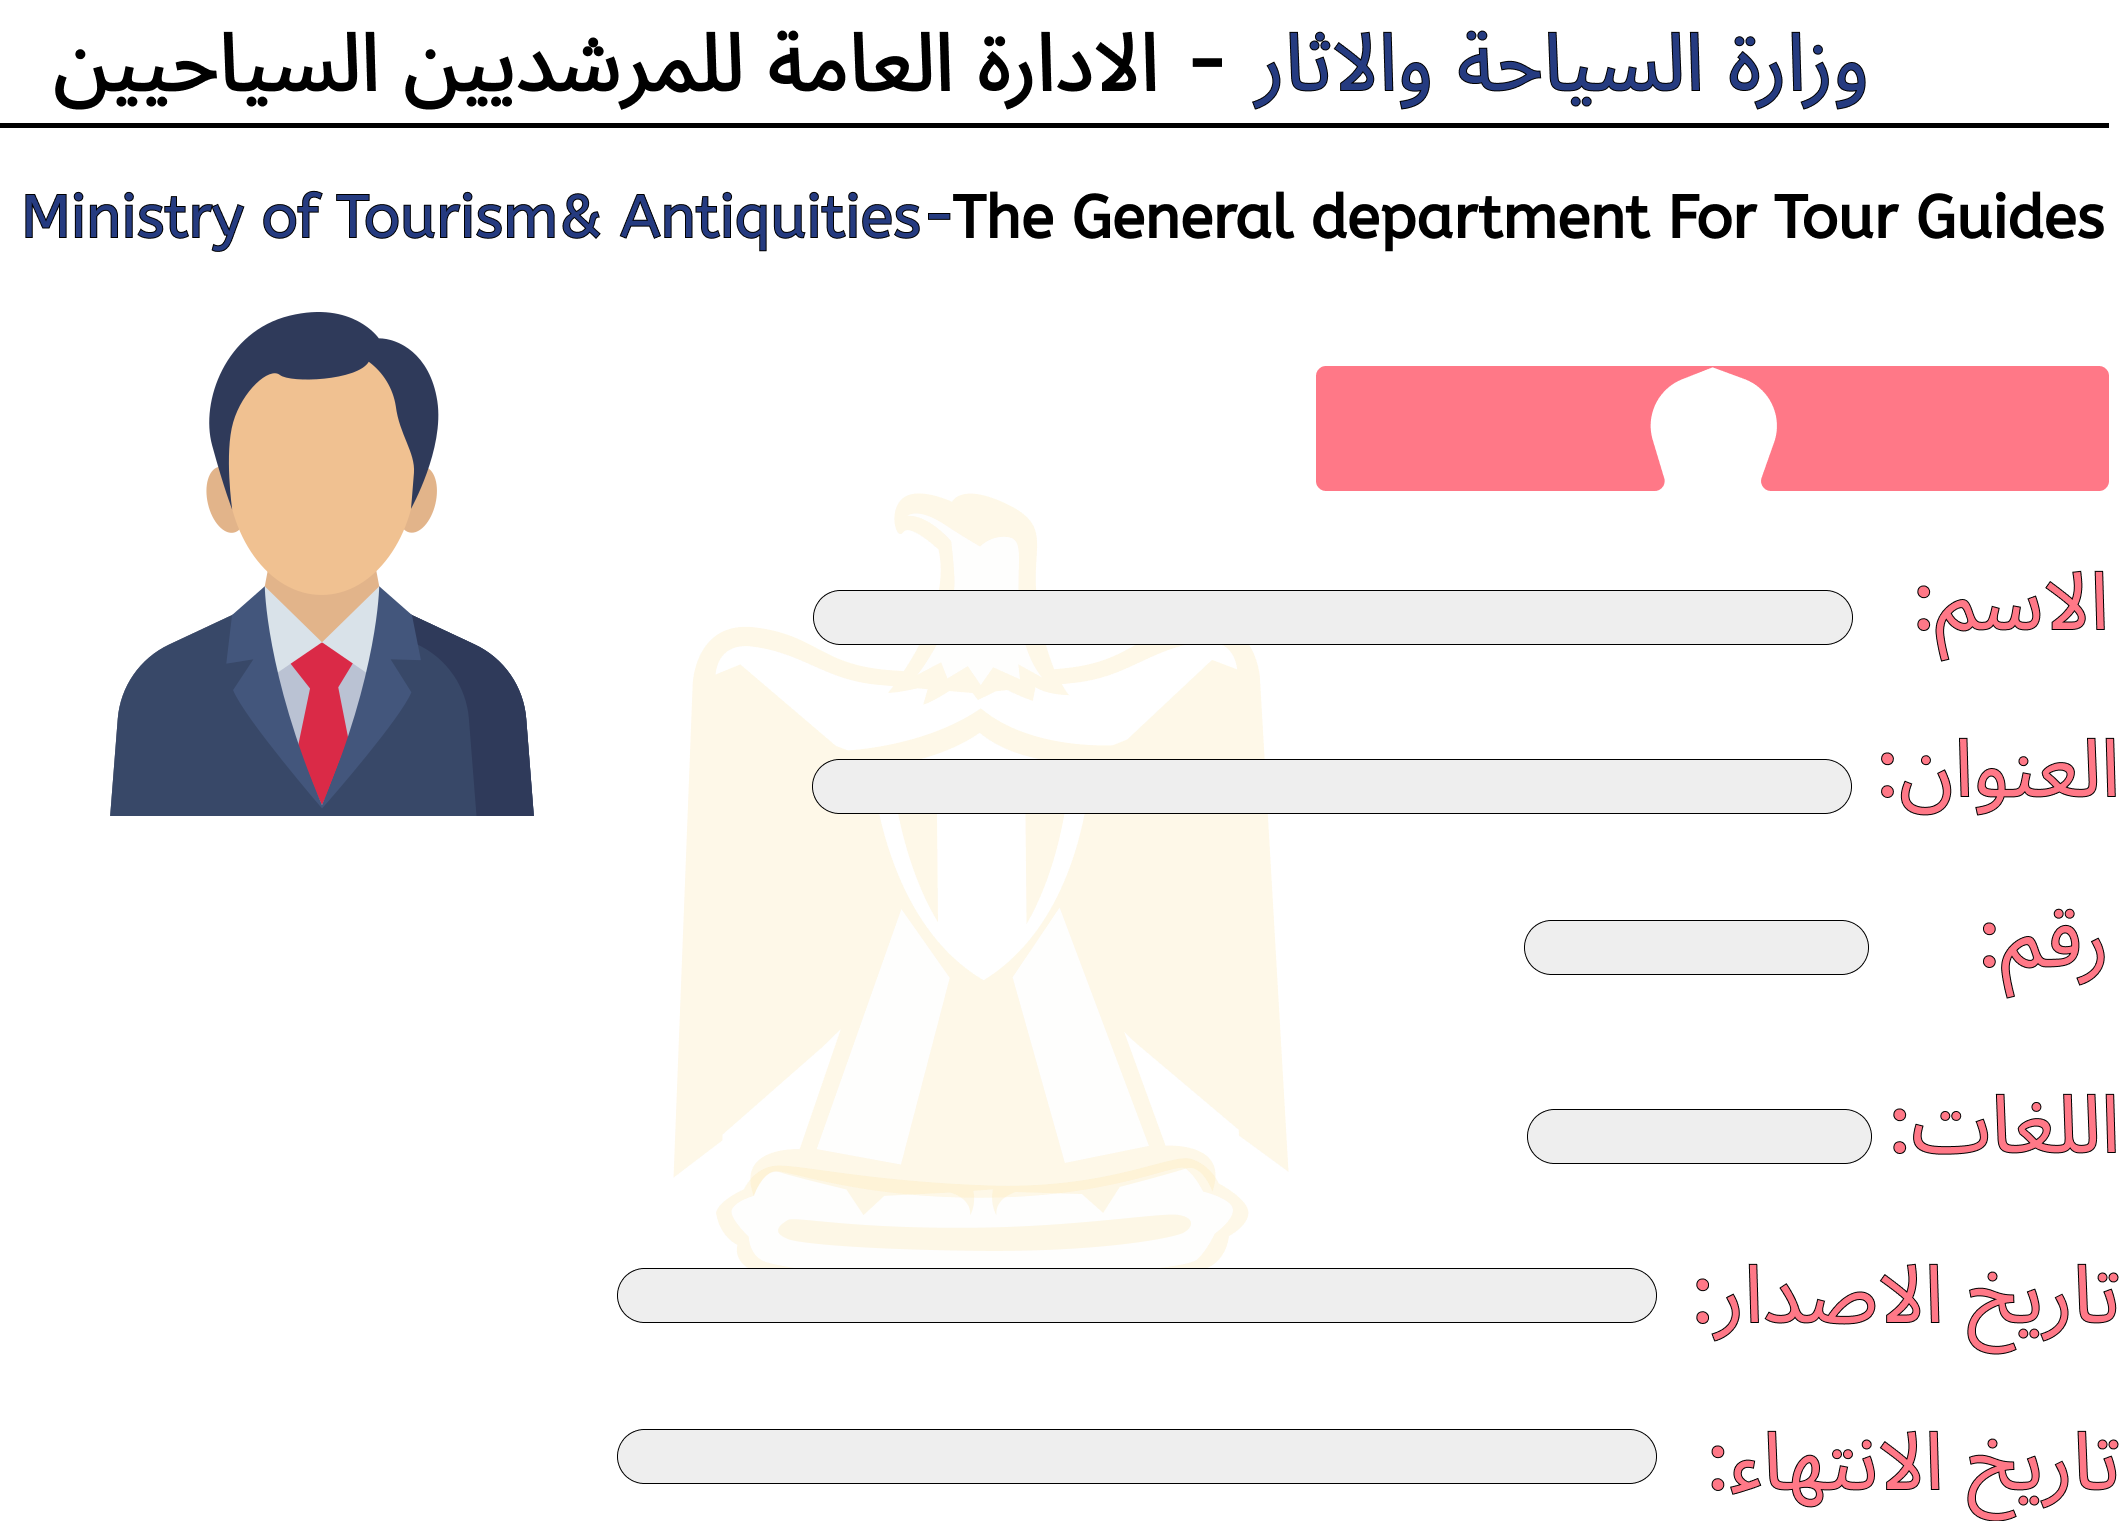 وزارة السياحة والاثار - الادارة العامة للمرشديين السياحيين
Ministry of Tourism& Antiquities-The General department For Tour Guides
الاسم:
العنوان:
رقم:
اللغات:
تاريخ الاصدار:
تاريخ الانتهاء: